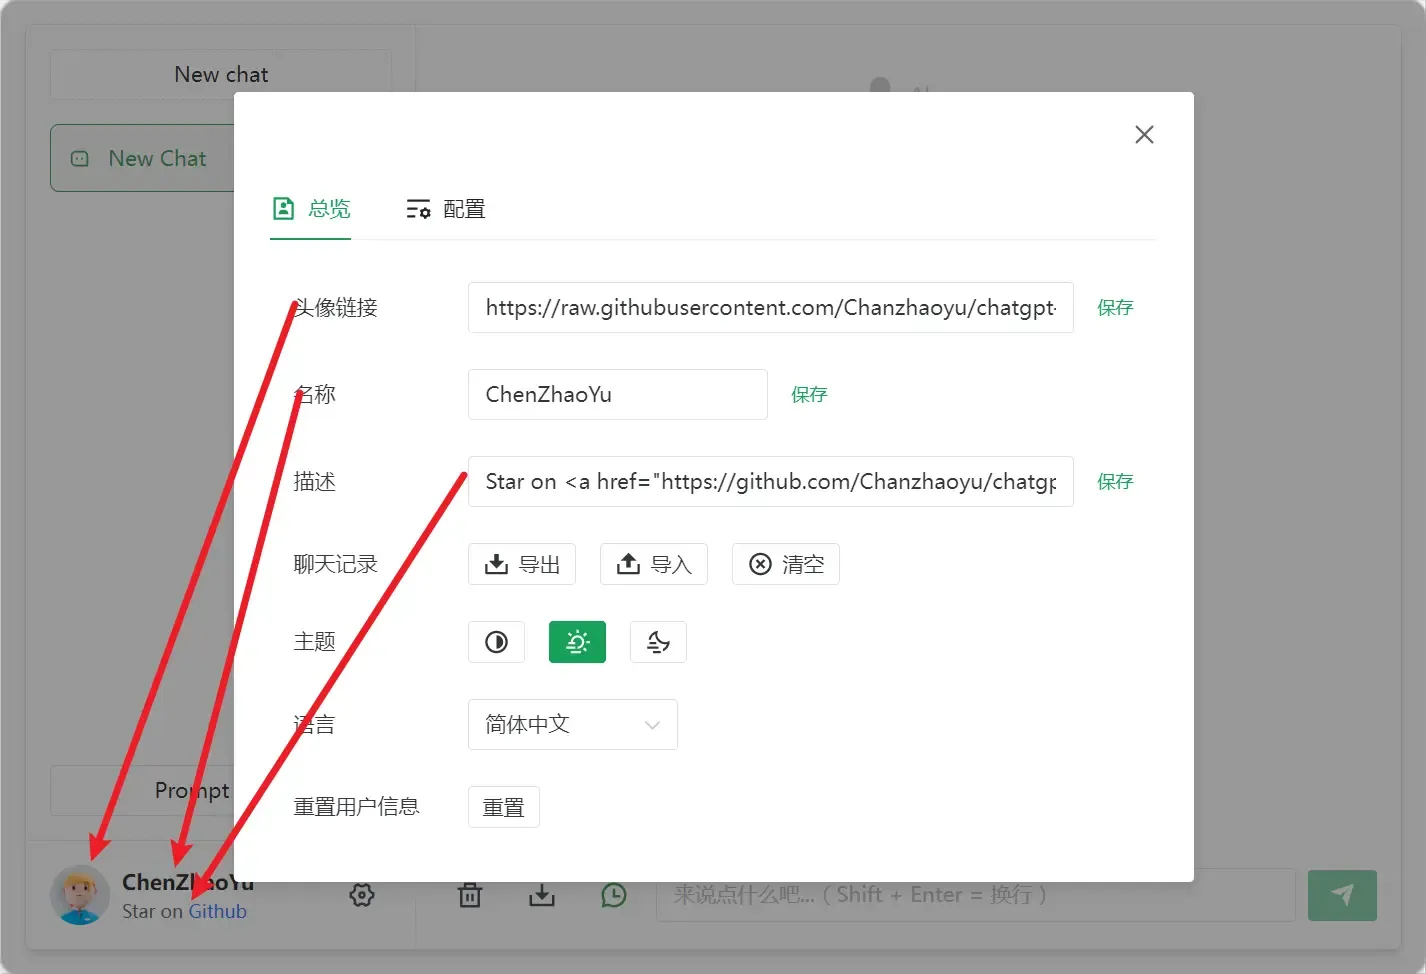 New chat
New Chat
总览
配置
头像链接
https://raw.githubusercontent.com/Chanzhaoyu/chatgpt-
保存
名称
ChenZhaoYu
保存
描述
Star on <a href="https://github.com/Chanzhaoyu/chatgp
保存
聊天记录
导出
导入
清空
主题
语言
简体中文
重置用户信息
重置
Prompt
ChenZhaoYu
Star on Github
来说点什么吧...（Shift + Enter = 换行）